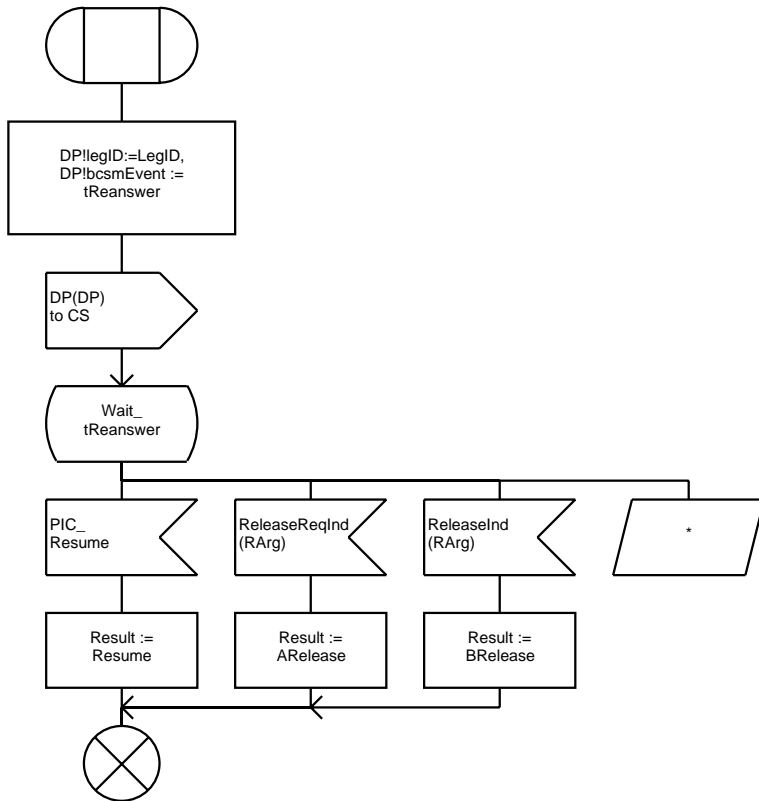 DP!legID:=LegID,
DP!bcsmEvent :=
tReanswer
DP(DP)
to CS
Wait_
tReanswer
PIC_
Resume
ReleaseReqInd
(RArg)
ReleaseInd
(RArg)
*
Result :=
Resume
Result :=
ARelease
Result :=
BRelease